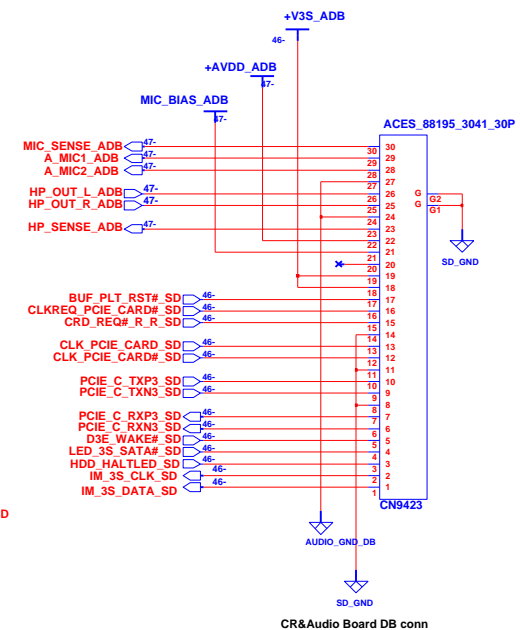 +V3S_ADB
46-
+AVDD_ADB
47-
MIC_BIAS_ADB
47-
ACES_88195_3041_30P
MIC_SENSE_ADB 47- 30 30
A_MIC1_ADB 47- 29 29
A_MIC2_ADB 47- 28 28
27 27
HP_OUT_L_ADB 47- 26 26 G G2
HP_OUT_R_ADB 47- 25 25 G G1
24 24
HP_SENSE_ADB 47- 23 23
22 22
21 21
SD_GND
20 20
19 19
18 18
BUF_PLT_RST#_SD 46- 17 17
CLKREQ_PCIE_CARD#_SD 46- 16 16
CRD_REQ#_R_R_SD 46- 15 15
14 14
CLK_PCIE_CARD_SD 46- 13 13
CLK_PCIE_CARD#_SD 46- 12 12
11 11
PCIE_C_TXP3_SD 46- 10 10
PCIE_C_TXN3_SD 46- 9 9
8 8
PCIE_C_RXP3_SD 46- 7 7
PCIE_C_RXN3_SD 46- 6 6
D3E_WAKE#_SD 46- 5 5
LED_3S_SATA#_SD 46- 4 4
HDD_HALTLED_SD 46- 3 3
IM_3S_CLK_SD 46- 2 2
IM_3S_DATA_SD 46- 1 1
CN9423
D
AUDIO_GND_DB
SD_GND
CR&Audio Board DB conn